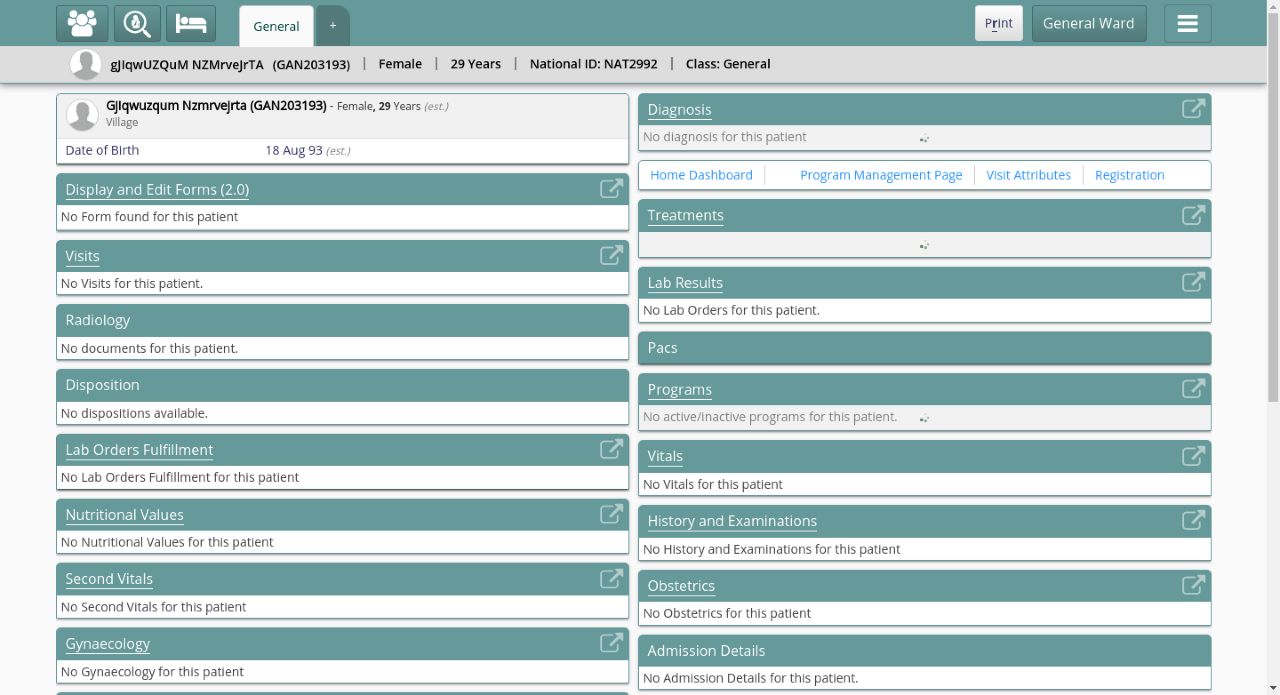 General
+
Print
General Ward
gJIqwUZQuM NZMrveJrTA (GAN203193) | Female | 29 Years | National ID: NAT2992 | Class: General
GJIqwuzqum Nzmrvejrta (GAN203193) - Female, 29 Years (est.)
Village
Date of Birth 18 Aug 93 (est.)
Display and Edit Forms (2.0)
No Form found for this patient
Visits
No Visits for this patient.
Radiology
No documents for this patient.
Disposition
No dispositions available.
Lab Orders Fulfillment
No Lab Orders Fulfillment for this patient
Nutritional Values
No Nutritional Values for this patient
Second Vitals
No Second Vitals for this patient
Gynaecology
No Gynaecology for this patient
Diagnosis
No diagnosis for this patient
Home Dashboard Program Management Page Visit Attributes Registration
Treatments
Lab Results
No Lab Orders for this patient.
Pacs
Programs
No active/inactive programs for this patient.
Vitals
No Vitals for this patient
History and Examinations
No History and Examinations for this patient
Obstetrics
No Obstetrics for this patient
Admission Details
No Admission Details for this patient.